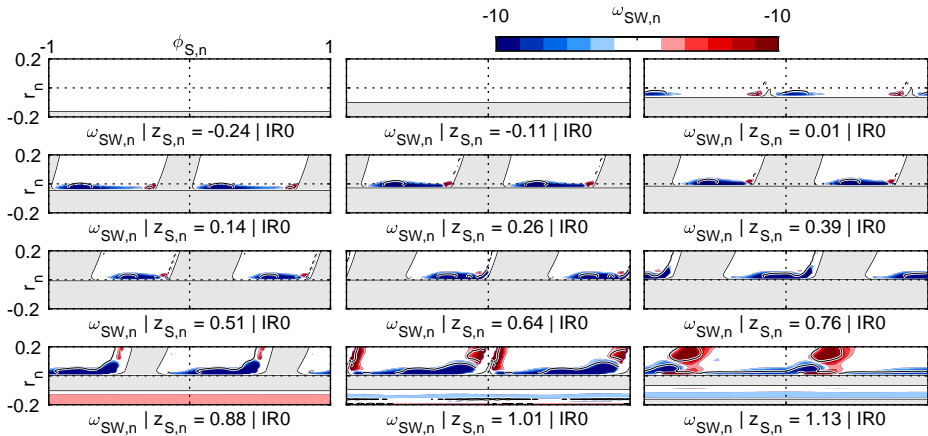 -10 ω_SW,n -10
-1 ϕ_S,n 1
0.2
r_n
-0.2
ω_SW,n | z_S,n = -0.24 | IR0 ω_SW,n | z_S,n = -0.11 | IR0 ω_SW,n | z_S,n = 0.01 | IR0
0.2
r_n
-0.2
ω_SW,n | z_S,n = 0.14 | IR0 ω_SW,n | z_S,n = 0.26 | IR0 ω_SW,n | z_S,n = 0.39 | IR0
0.2
r_n
-0.2
ω_SW,n | z_S,n = 0.51 | IR0 ω_SW,n | z_S,n = 0.64 | IR0 ω_SW,n | z_S,n = 0.76 | IR0
0.2
r_n
-0.2
ω_SW,n | z_S,n = 0.88 | IR0 ω_SW,n | z_S,n = 1.01 | IR0 ω_SW,n | z_S,n = 1.13 | IR0